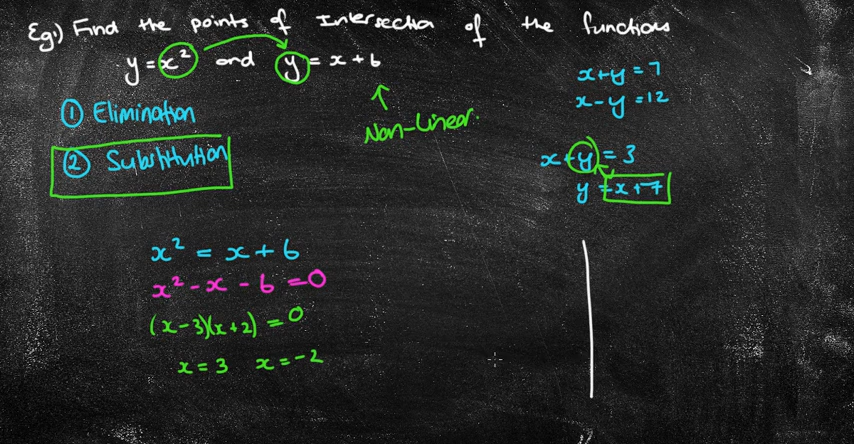 Eg.) Find the points of Intersection of the functions
y = x² and y = x + 6
① Elimination
② Substitution
Non-Linear.
x + y = 7
x - y = 12
x + y = 3
y = x + 7
x² = x + 6
x² - x - 6 = 0
(x - 3)(x + 2) = 0
x = 3 x = -2